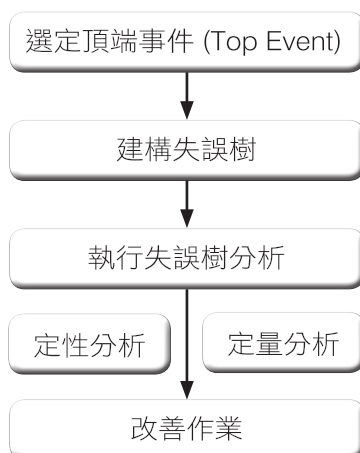 選定頂端事件 (Top Event)
建構失誤樹
執行失誤樹分析
定性分析
定量分析
改善作業